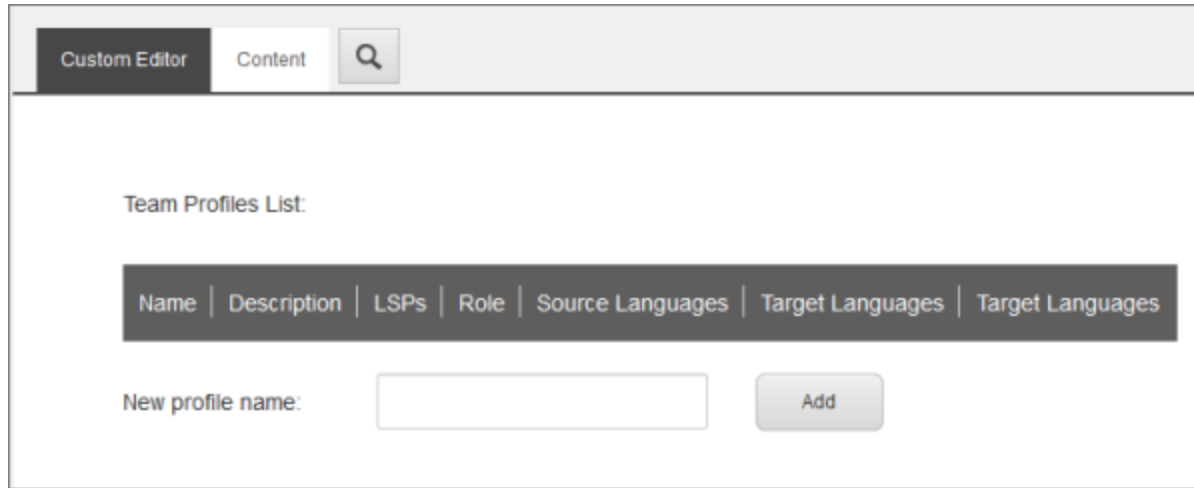 Custom Editor Content
Team Profiles List:
Name Description LSPs Role Source Languages Target Languages Target Languages
New profile name: Add